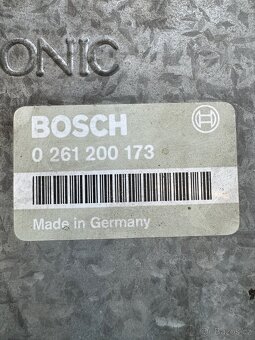 ONIC
BOSCH
0 261 200 173
Made in Germany